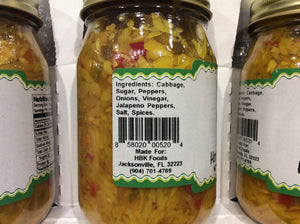 Nutrition
Ingredients: Cabbage,
Sugar, Peppers,
Onions, Vinegar,
Jalapeno Peppers,
Salt, Spices.
8 58020 00520 4
Made For:
HBK Foods
Jacksonville, FL 32223
(904) 701-4769